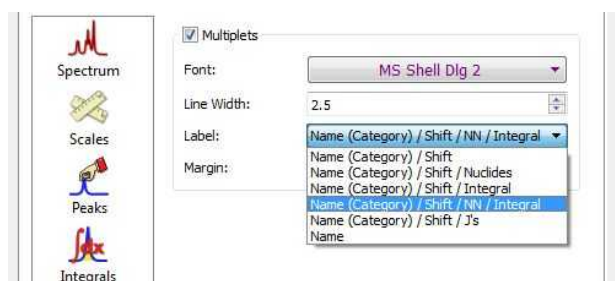 Spectrum
Scales
Peaks
Integrals
Multiplets
Font: MS Shell Dlg 2
Line Width: 2.5
Label: Name (Category) / Shift / NN / Integral
Name (Category) / Shift
Name (Category) / Shift / Nuclides
Name (Category) / Shift / Integral
Name (Category) / Shift / NN / Integral
Name (Category) / Shift / J's
Name
Margin: